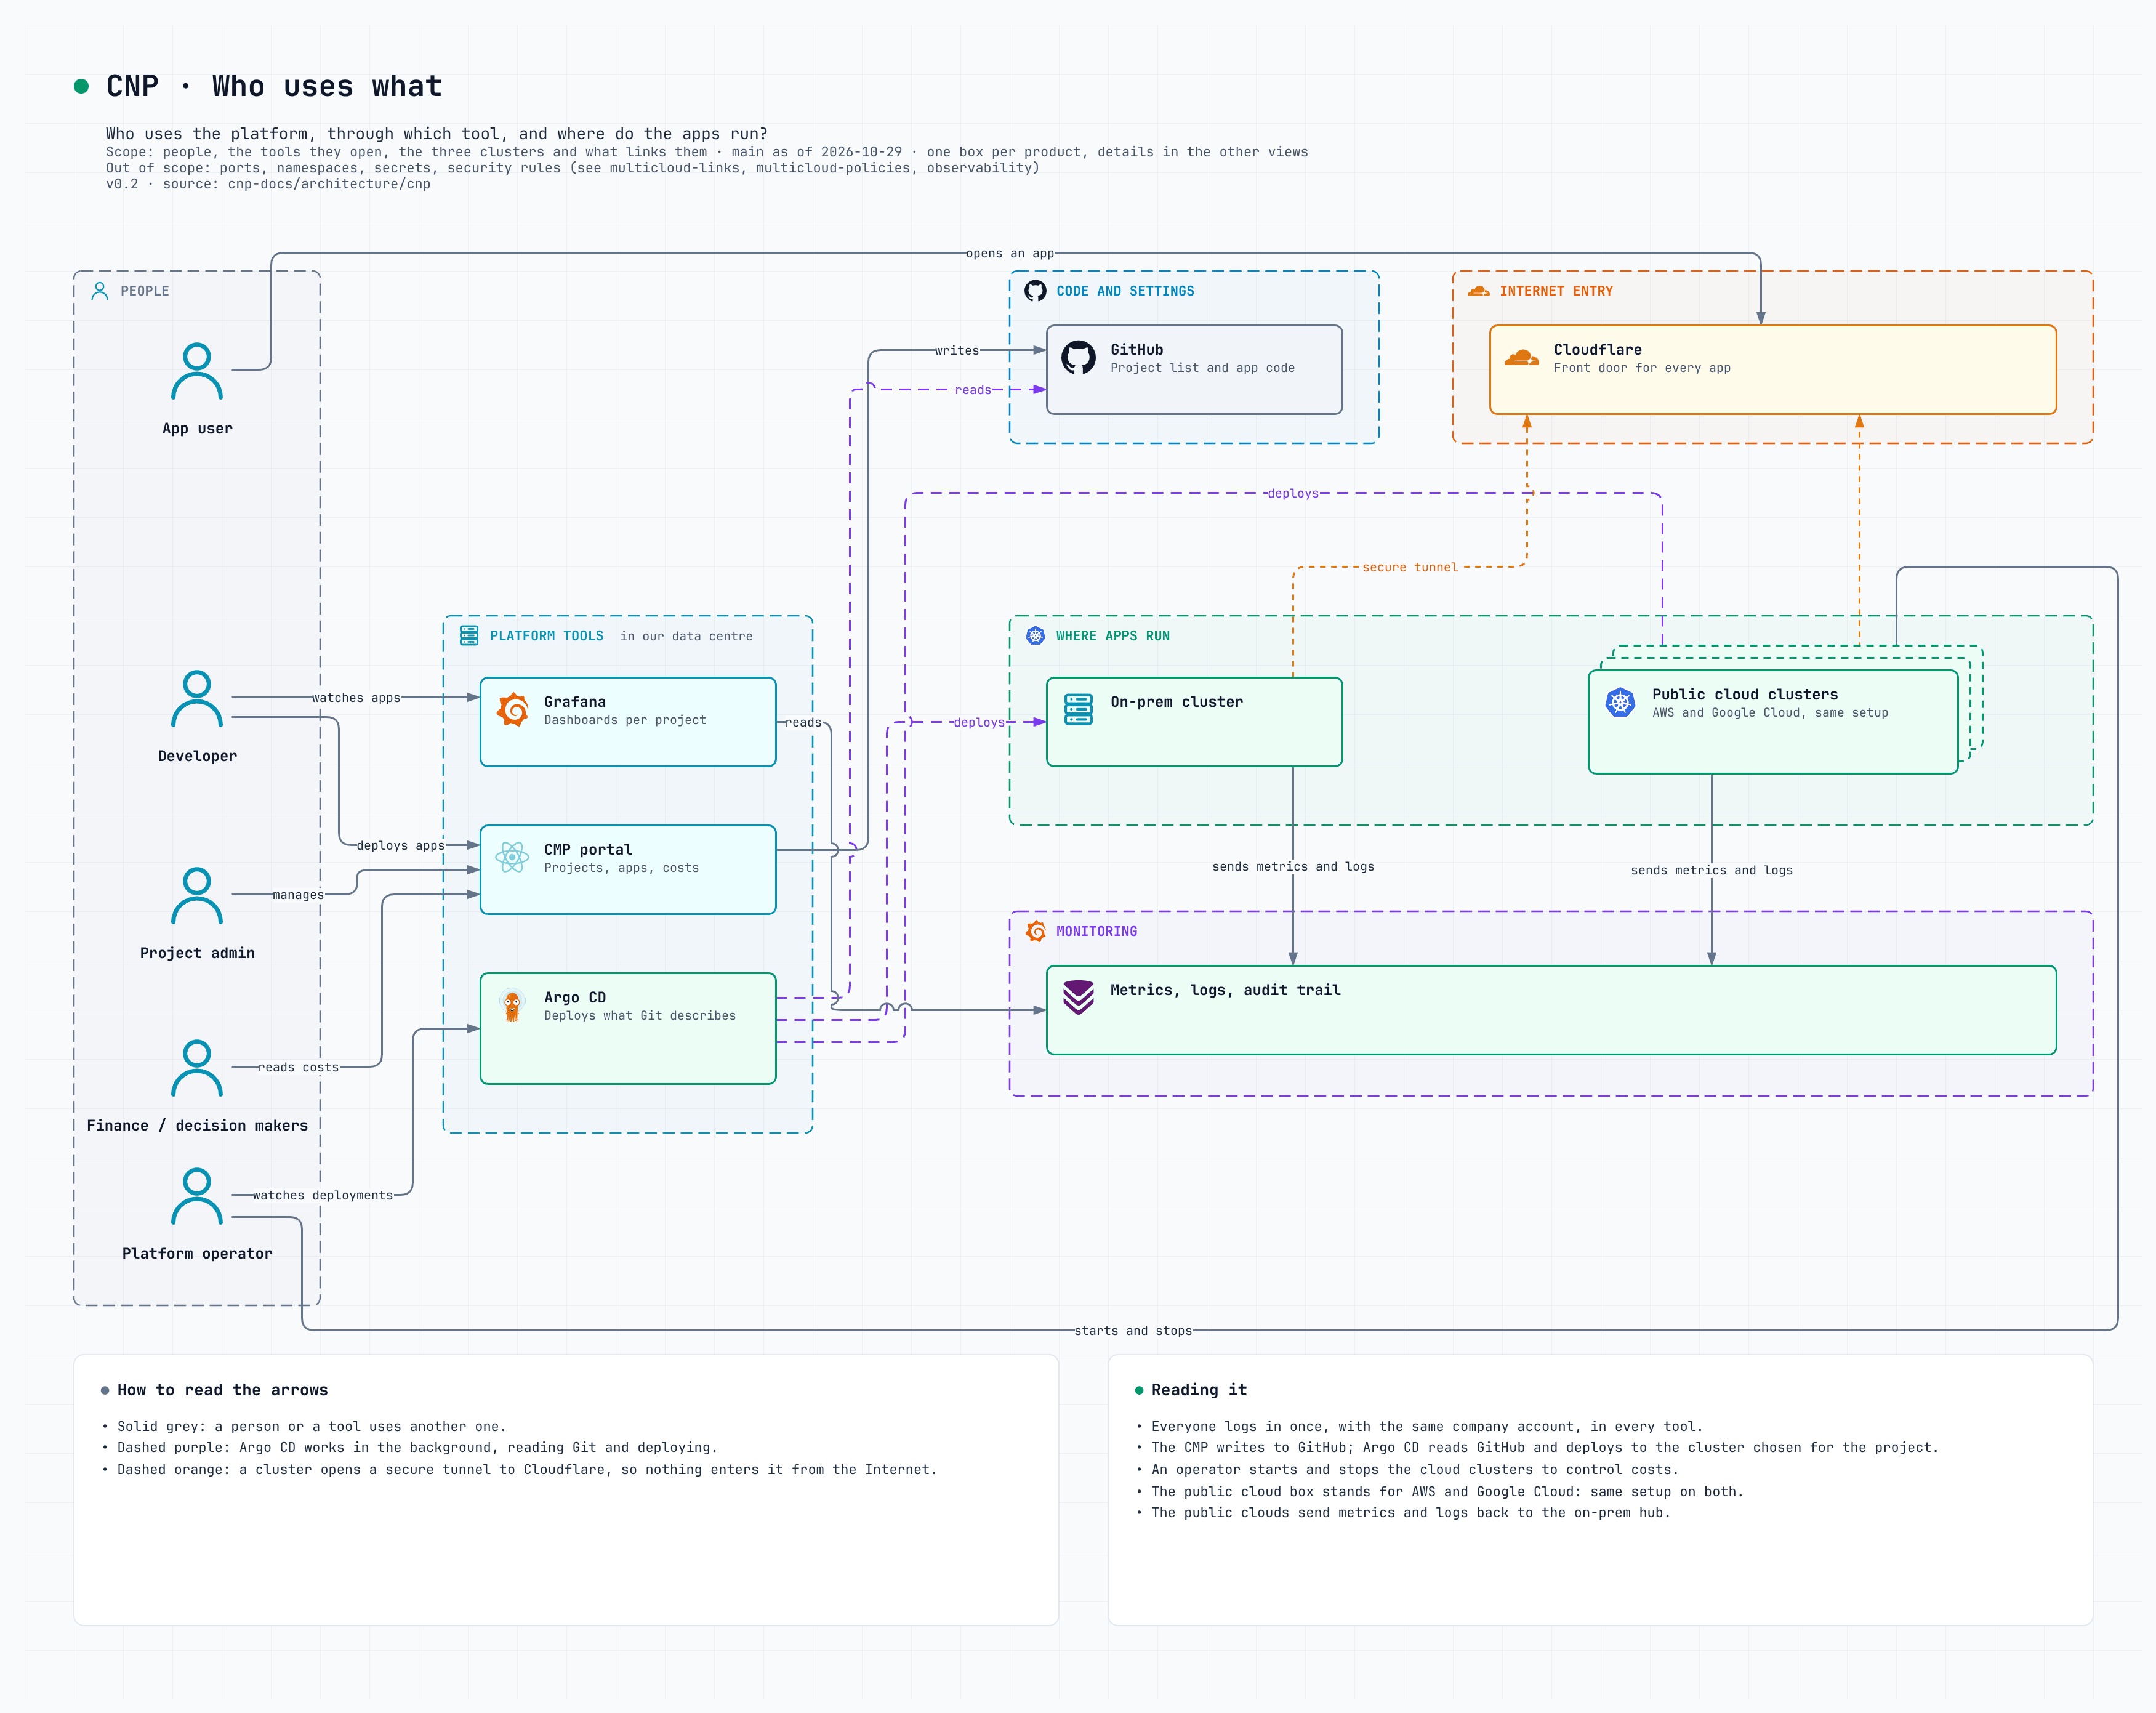 CNP · Who uses what
Who uses the platform, through which tool, and where do the apps run?
Scope: people, the tools they open, the three clusters and what links them · main as of 2026-10-29 · one box per product, details in the other views
Out of scope: ports, namespaces, secrets, security rules (see multicloud-links, multicloud-policies, observability)
v0.2 · source: cnp-docs/architecture/cnp
opens an app
PEOPLE
App user
Developer
Project admin
Finance / decision makers
Platform operator
CODE AND SETTINGS
GitHub
Project list and app code
writes
reads
INTERNET ENTRY
Cloudflare
Front door for every app
deploys
secure tunnel
PLATFORM TOOLS in our data centre
watches apps
Grafana
Dashboards per project
reads
deploys apps
CMP portal
Projects, apps, costs
manages
reads costs
Argo CD
Deploys what Git describes
watches deployments
WHERE APPS RUN
deploys
On-prem cluster
Public cloud clusters
AWS and Google Cloud, same setup
sends metrics and logs
sends metrics and logs
MONITORING
Metrics, logs, audit trail
starts and stops
How to read the arrows
• Solid grey: a person or a tool uses another one.
• Dashed purple: Argo CD works in the background, reading Git and deploying.
• Dashed orange: a cluster opens a secure tunnel to Cloudflare, so nothing enters it from the Internet.
Reading it
• Everyone logs in once, with the same company account, in every tool.
• The CMP writes to GitHub; Argo CD reads GitHub and deploys to the cluster chosen for the project.
• An operator starts and stops the cloud clusters to control costs.
• The public cloud box stands for AWS and Google Cloud: same setup on both.
• The public clouds send metrics and logs back to the on-prem hub.